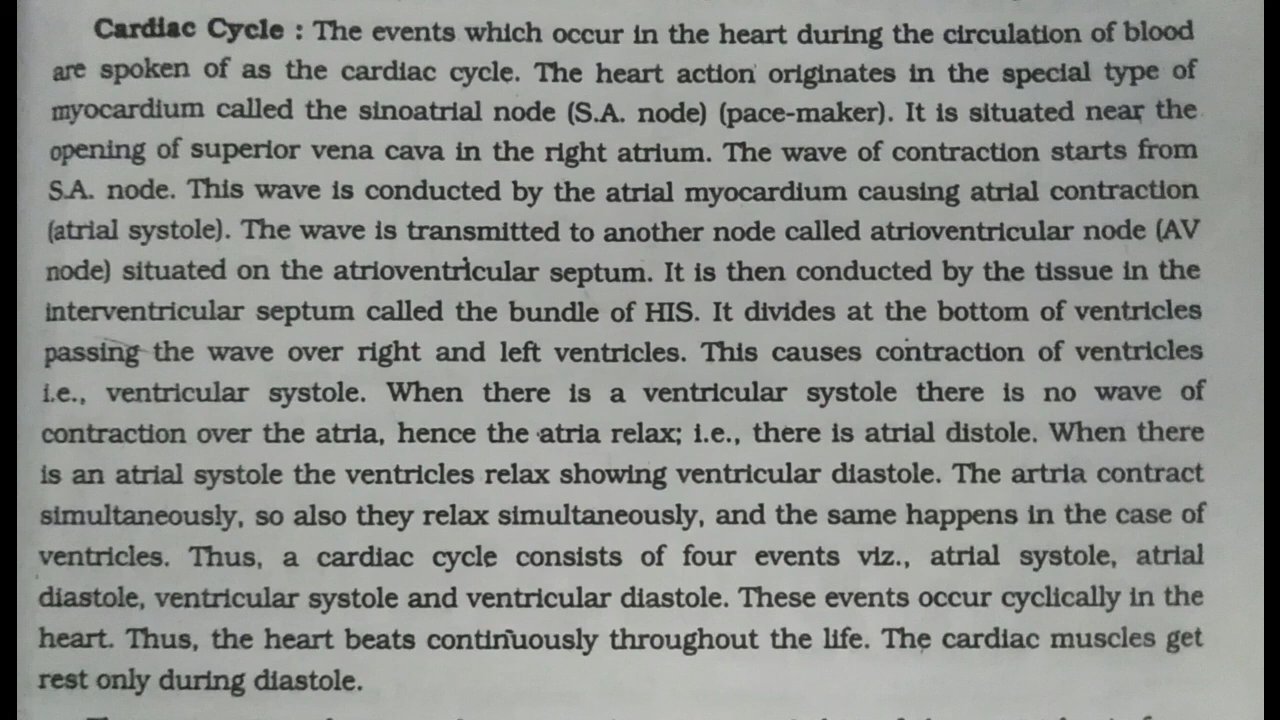 Cardiac Cycle : The events which occur in the heart during the circulation of blood
are spoken of as the cardiac cycle. The heart action originates in the special type of
myocardium called the sinoatrial node (S.A. node) (pace-maker). It is situated near the
opening of superior vena cava in the right atrium. The wave of contraction starts from
S.A. node. This wave is conducted by the atrial myocardium causing atrial contraction
(atrial systole). The wave is transmitted to another node called atrioventricular node (AV
node) situated on the atrioventricular septum. It is then conducted by the tissue in the
interventricular septum called the bundle of HIS. It divides at the bottom of ventricles
passing the wave over right and left ventricles. This causes contraction of ventricles
i.e., ventricular systole. When there is a ventricular systole there is no wave of
contraction over the atria, hence the atria relax; i.e., there is atrial distole. When there
is an atrial systole the ventricles relax showing ventricular diastole. The artria contract
simultaneously, so also they relax simultaneously, and the same happens in the case of
ventricles. Thus, a cardiac cycle consists of four events viz., atrial systole, atrial
diastole, ventricular systole and ventricular diastole. These events occur cyclically in the
heart. Thus, the heart beats continuously throughout the life. The cardiac muscles get
rest only during diastole.